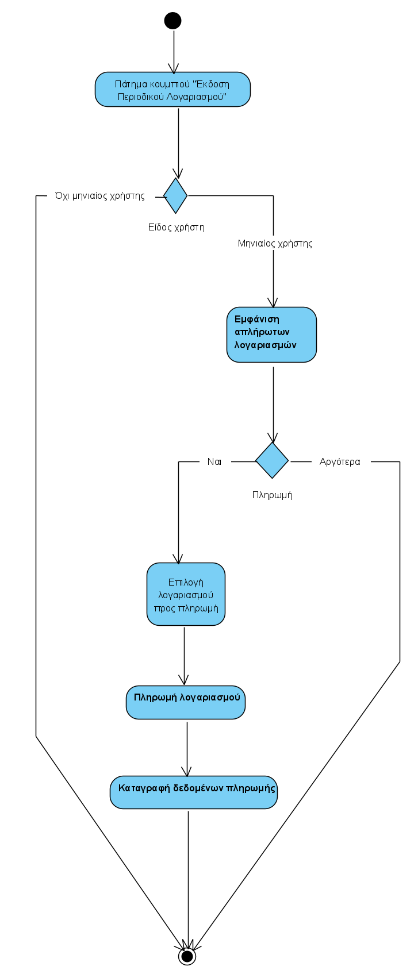 Πάτημα κουμπιού "Έκδοση
Περιοδικού Λογαριασμού"
Όχι μηνιαίος χρήστης
Είδος χρήστη
Μηνιαίος χρήστης
Εμφάνιση
απλήρωτων
λογαριασμών
Ναι
Αργότερα
Πληρωμή
Επιλογή
λογαριασμού
προς πληρωμή
Πληρωμή λογαριασμού
Καταγραφή δεδομένων πληρωμής